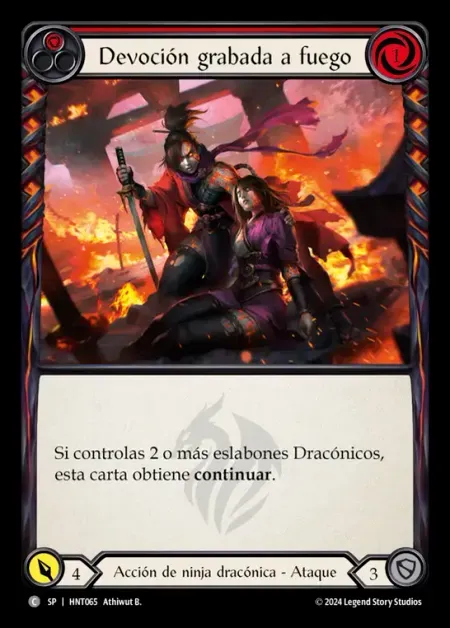 Devoción grabada a fuego
1
Si controlas 2 o más eslabones Dracónicos,
esta carta obtiene continuar.
4
Acción de ninja dracónica - Ataque
3
C SP | HNT065 Athiwut B.
© 2024 Legend Story Studios